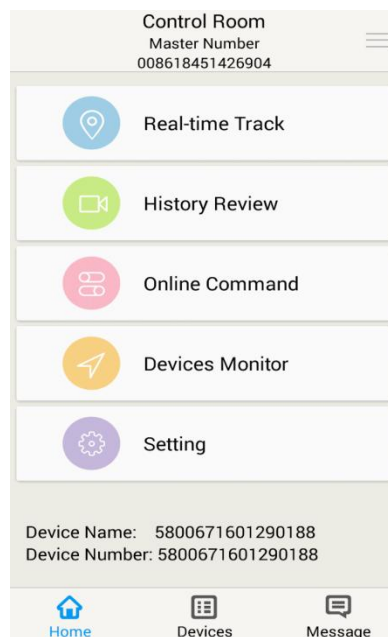 Control Room
Master Number
008618451426904
Real-time Track
History Review
Online Command
Devices Monitor
Setting
Device Name: 5800671601290188
Device Number: 5800671601290188
Home Devices Message